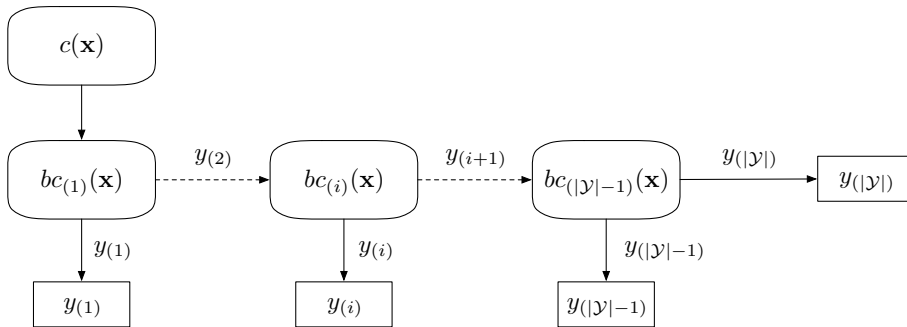 c(𝐱)
y₍₂₎
y₍ᵢ₊₁₎
y₍|𝒴|₎
bc₍₁₎(𝐱)
bc₍ᵢ₎(𝐱)
bc₍|𝒴|−₁₎(𝐱)
y₍|𝒴|₎
y₍₁₎
y₍ᵢ₎
y₍|𝒴|−₁₎
y₍₁₎
y₍ᵢ₎
y₍|𝒴|−₁₎